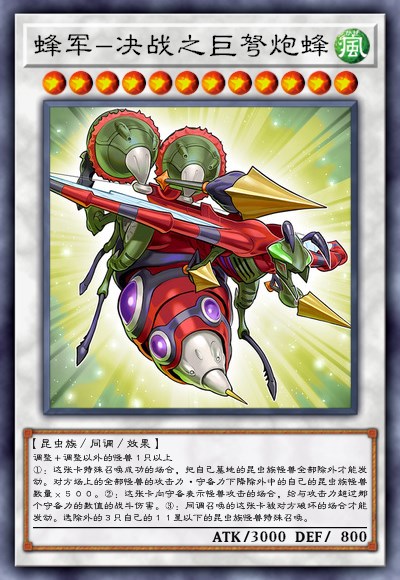 蜂军-决战之巨弩炮蜂
風
【昆虫族/同调/效果】
调整+调整以外的怪兽1只以上
①:这张卡特殊召唤成功的场合,把自己墓地的昆虫族怪兽全部除外才能发
动。对方场上的全部怪兽的攻击力·守备力下降除外中的自己的昆虫族怪兽
数量×500。②:这张卡向守备表示怪兽攻击的场合,给与攻击力超过那
个守备力的数值的战斗伤害。③:同调召唤的这张卡被对方破坏的场合才能
发动。选除外的3只自己的11星以下的昆虫族怪兽特殊召唤。
ATK/3000 DEF/ 800